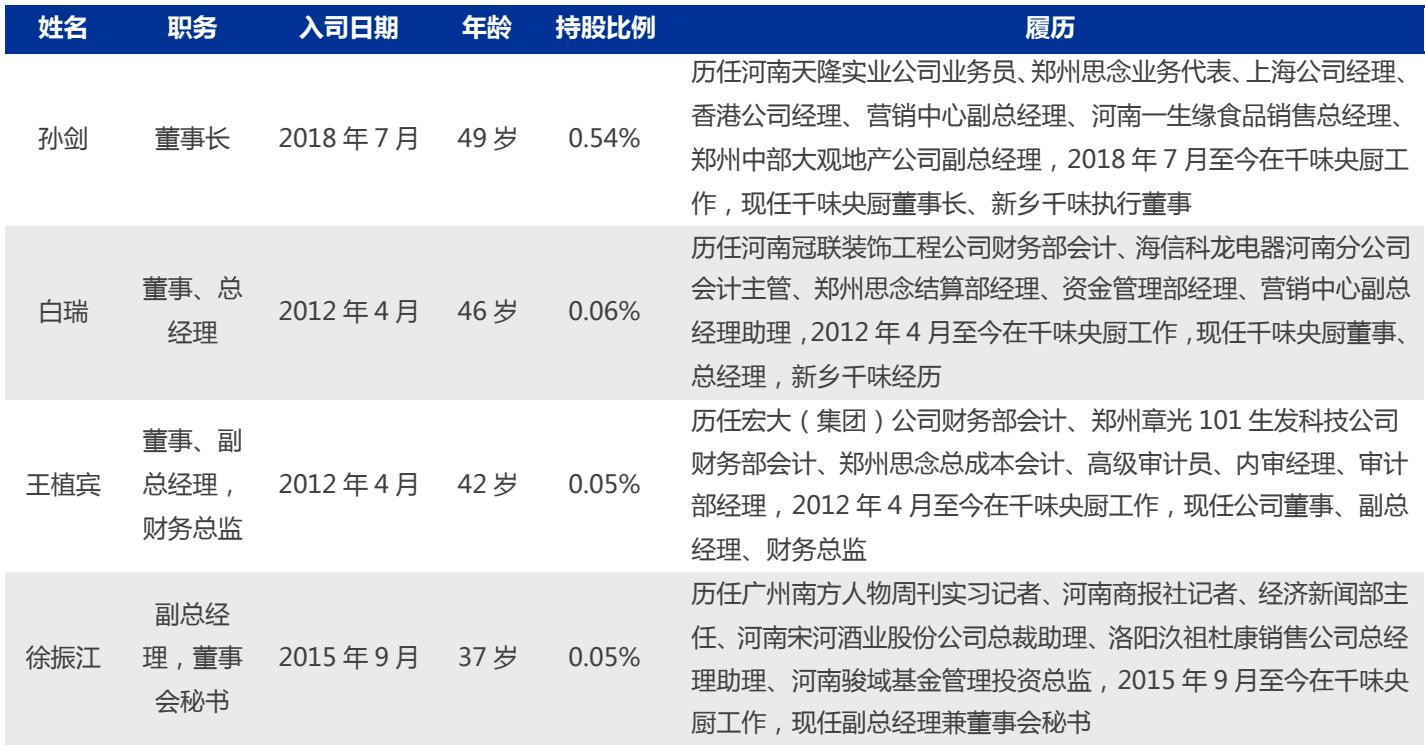 姓名 职务 入司日期 年龄 持股比例 履历
历任河南天隆实业公司业务员、郑州思念业务代表、上海公司经理、
香港公司经理、营销中心副总经理、河南一生缘食品销售总经理、
孙剑 董事长 2018 年 7 月 49 岁 0.54%
郑州中部大观地产公司副总经理，2018 年 7 月至今在千味央厨工
作，现任千味央厨董事长、新乡千味执行董事
历任河南冠联装饰工程公司财务部会计、海信科龙电器河南分公司
会计主管、郑州思念结算部经理、资金管理部经理、营销中心副总
白瑞 董事、总
经理 2012 年 4 月 46 岁 0.06%
经理助理，2012 年 4 月至今在千味央厨工作，现任千味央厨董事、
总经理，新乡千味经历
历任宏大（集团）公司财务部会计、郑州章光 101 生发科技公司
财务部会计、郑州思念总成本会计、高级审计员、内审经理、审计
王植宾 董事、副
总经理，
财务总监 2012 年 4 月 42 岁 0.05%
部经理，2012 年 4 月至今在千味央厨工作，现任公司董事、副总
经理、财务总监
历任广州南方人物周刊实习记者、河南商报社记者、经济新闻部主
任、河南宋河酒业股份公司总裁助理、洛阳汣祖杜康销售公司总经
徐振江 副总经
理，董事
会秘书 2015 年 9 月 37 岁 0.05%
理助理、河南骏域基金管理投资总监，2015 年 9 月至今在千味央
厨工作，现任副总经理兼董事会秘书